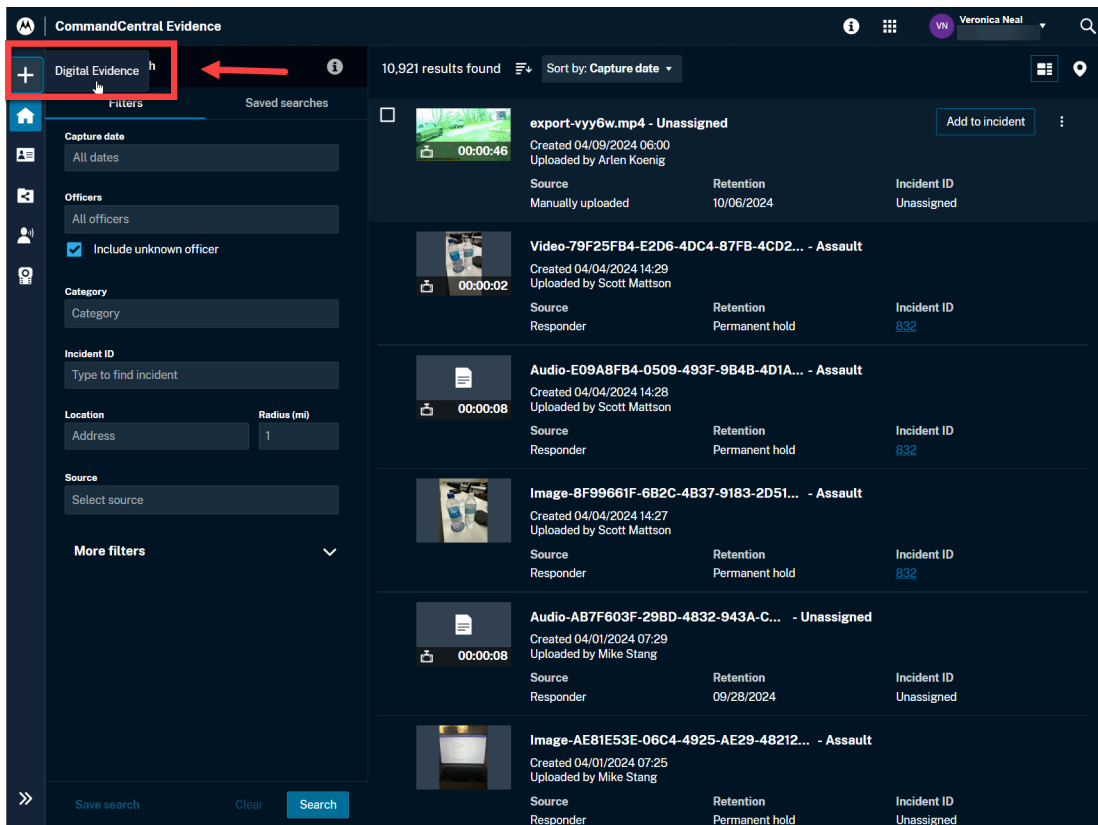 CommandCentral Evidence
VN
Veronica Neal
Digital Evidence
h
10,921 results found
Sort by: Capture date
Filters
Saved searches
Capture date
All dates
Officers
All officers
Include unknown officer
Category
Category
Incident ID
Type to find incident
Location
Radius (mi)
Address
1
Source
Select source
More filters
Save search
Clear
Search
export-vyy6w.mp4 - Unassigned
Add to incident
00:00:46
Created 04/09/2024 06:00
Uploaded by Arlen Koenig
Source
Retention
Incident ID
Manually uploaded
10/06/2024
Unassigned
Video-79F25FB4-E2D6-4DC4-87FB-4CD2... - Assault
00:00:02
Created 04/04/2024 14:29
Uploaded by Scott Mattson
Source
Retention
Incident ID
Responder
Permanent hold
832
Audio-E09A8FB4-0509-493F-9B4B-4D1A... - Assault
00:00:08
Created 04/04/2024 14:28
Uploaded by Scott Mattson
Source
Retention
Incident ID
Responder
Permanent hold
832
Image-8F99661F-6B2C-4B37-9183-2D51... - Assault
Created 04/04/2024 14:27
Uploaded by Scott Mattson
Source
Retention
Incident ID
Responder
Permanent hold
832
Audio-AB7F603F-29BD-4832-943A-C... - Unassigned
00:00:08
Created 04/01/2024 07:29
Uploaded by Mike Stang
Source
Retention
Incident ID
Responder
09/28/2024
Unassigned
Image-AE81E53E-06C4-4925-AE29-48212... - Assault
Created 04/01/2024 07:25
Uploaded by Mike Stang
Source
Retention
Incident ID
Responder
Permanent hold
Unassigned